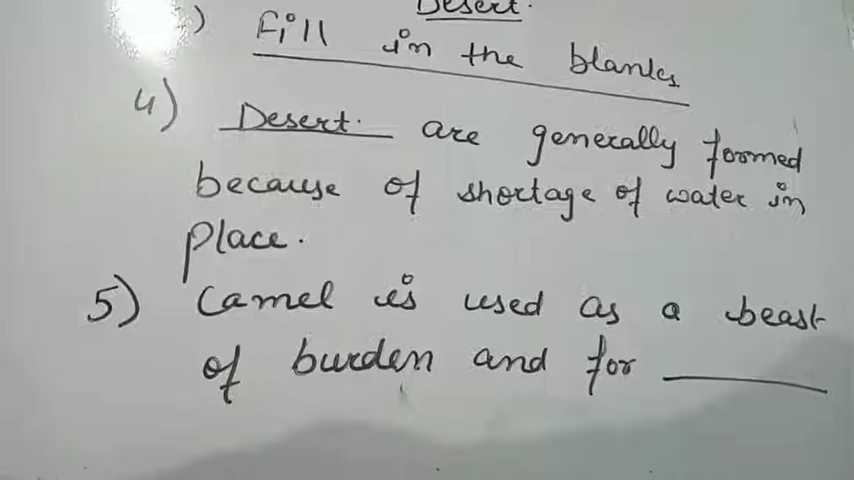 Desert.
) Fill in the blanks
4) Desert. are generally formed
because of shortage of water in
place.
5) Camel is used as a beast
of burden and for ________